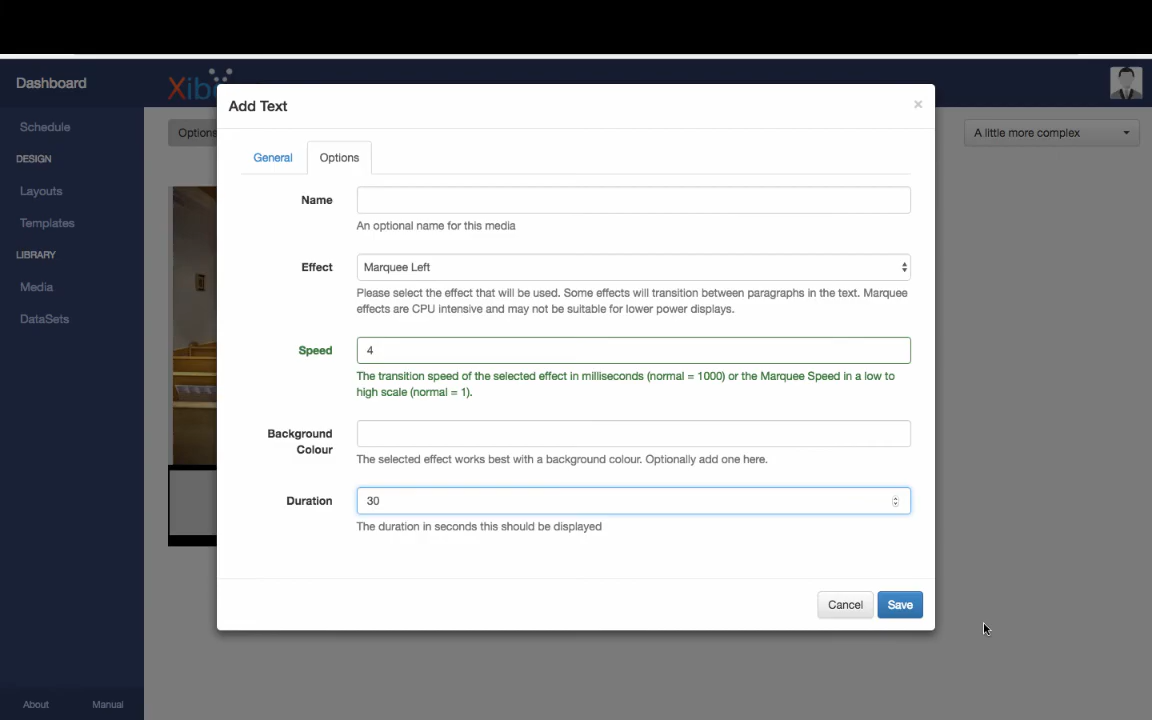 Dashboard
Xib
Schedule
DESIGN
Layouts
Templates
LIBRARY
Media
DataSets
About
Manual
Options
A little more complex
Add Text
×
General
Options
Name
An optional name for this media
Effect
Marquee Left
Please select the effect that will be used. Some effects will transition between paragraphs in the text. Marquee
effects are CPU intensive and may not be suitable for lower power displays.
Speed
4
The transition speed of the selected effect in milliseconds (normal = 1000) or the Marquee Speed in a low to
high scale (normal = 1).
Background
Colour
The selected effect works best with a background colour. Optionally add one here.
Duration
30
The duration in seconds this should be displayed
Cancel
Save